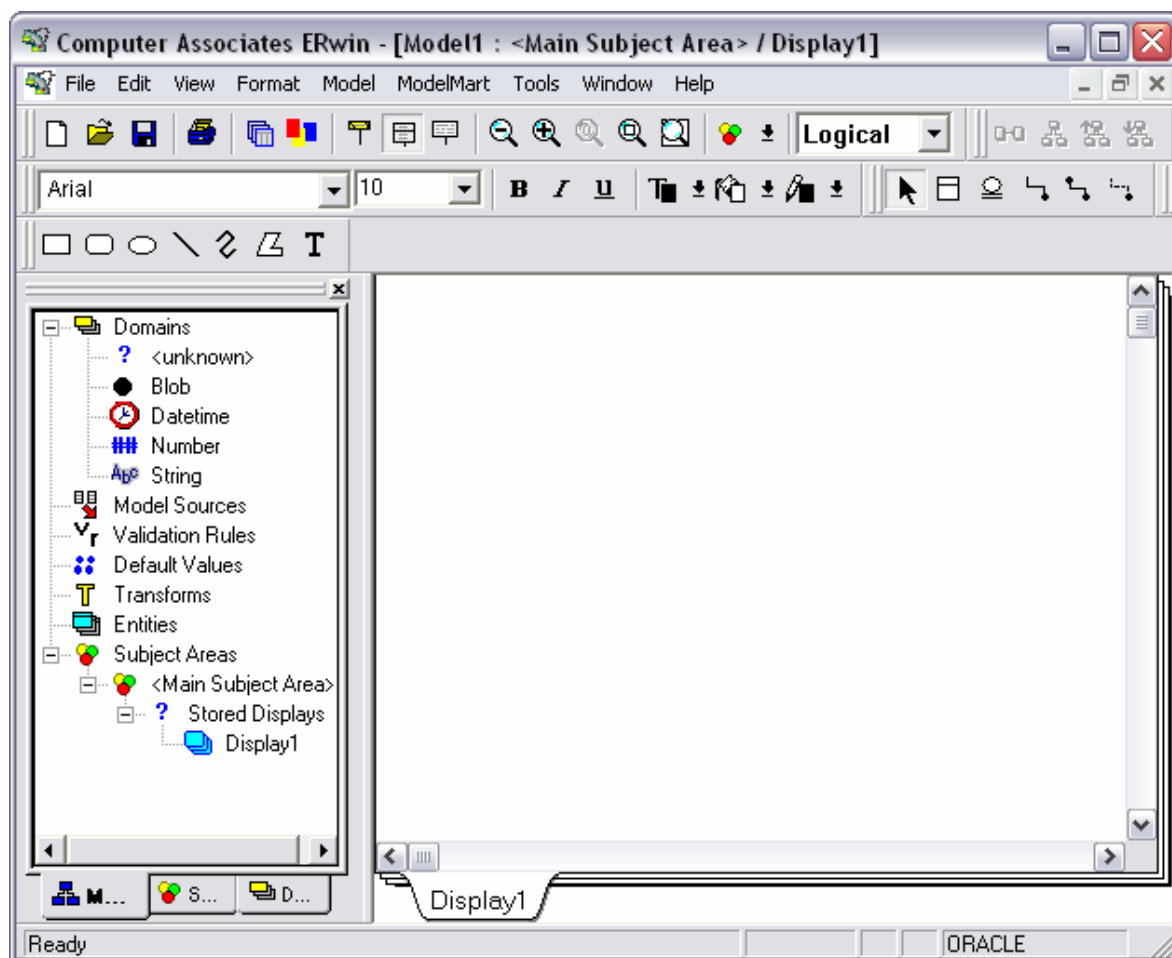 Computer Associates ERwin - [Model1 : <Main Subject Area> / Display1]
File Edit View Format Model ModelMart Tools Window Help
Logical
Arial 10 B I U T
T
Domains
? <unknown>
Blob
Datetime
Number
Abc String
Model Sources
Yr Validation Rules
Default Values
T Transforms
Entities
Subject Areas
<Main Subject Area>
? Stored Displays
Display1
M... S... D...
Display1
Ready ORACLE